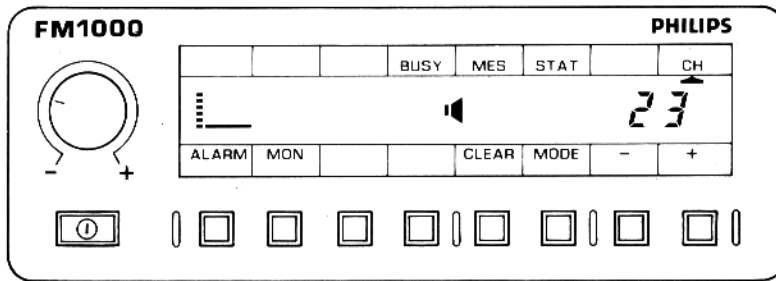 FM1000 PHILIPS
BUSY MES STAT CH
23
ALARM MON CLEAR MODE - +
- +